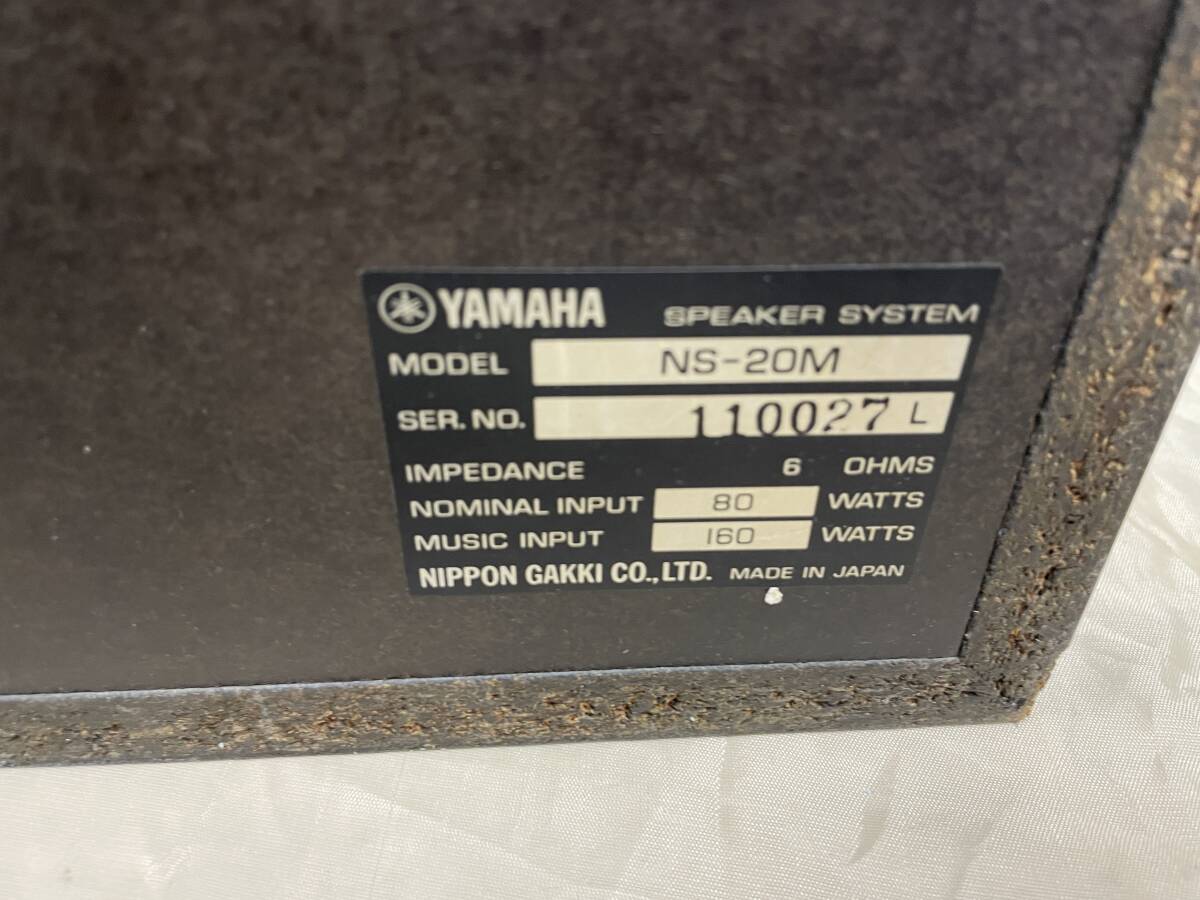 YAMAHA SPEAKER SYSTEM
MODEL NS-20M
SER. NO. 110027 L
IMPEDANCE 6 OHMS
NOMINAL INPUT 80 WATTS
MUSIC INPUT 160 WATTS
NIPPON GAKKI CO., LTD. MADE IN JAPAN